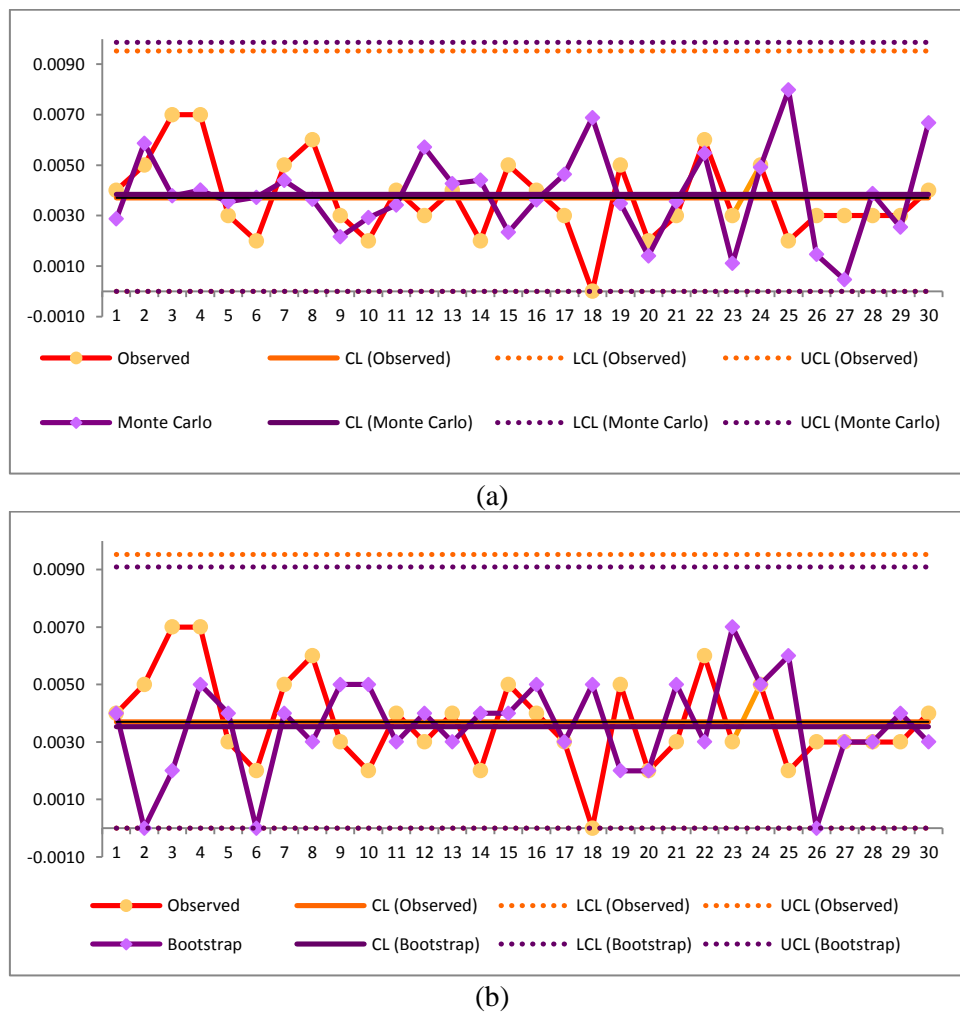 0.0090
0.0070
0.0050
0.0030
0.0010
-0.0010
1 2 3 4 5 6 7 8 9 10 11 12 13 14 15 16 17 18 19 20 21 22 23 24 25 26 27 28 29 30
Observed CL (Observed) LCL (Observed) UCL (Observed)
Monte Carlo CL (Monte Carlo) LCL (Monte Carlo) UCL (Monte Carlo)
(a)
0.0090
0.0070
0.0050
0.0030
0.0010
-0.0010
1 2 3 4 5 6 7 8 9 10 11 12 13 14 15 16 17 18 19 20 21 22 23 24 25 26 27 28 29 30
Observed CL (Observed) LCL (Observed) UCL (Observed)
Bootstrap CL (Bootstrap) LCL (Bootstrap) UCL (Bootstrap)
(b)